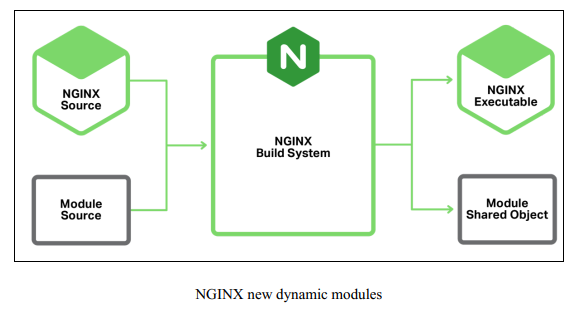 NGINX
Source
Module
Source
N
NGINX
Build System
NGINX
Executable
Module
Shared Object
NGINX new dynamic modules